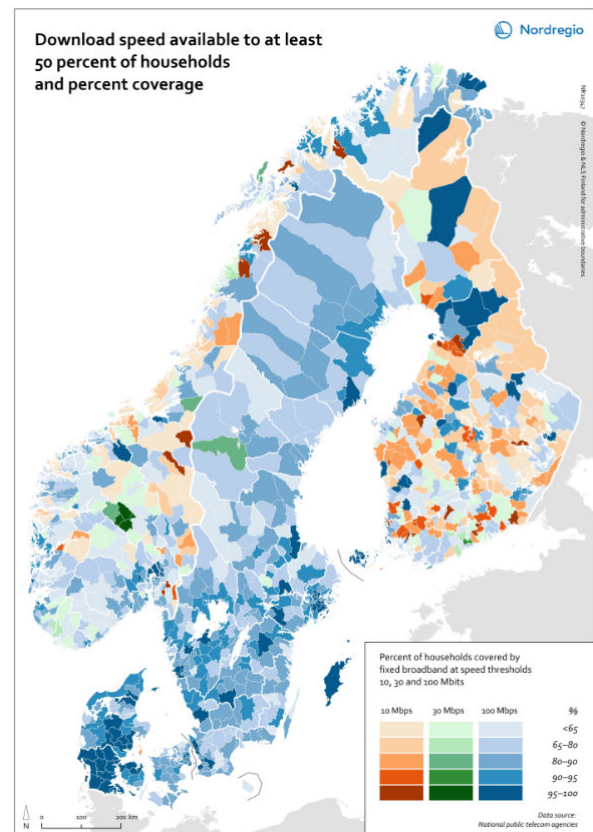 Download speed available to at least
50 percent of households
and percent coverage
Nordregio
© Nordregio & NLS Finland for administrative boundaries
Percent of households covered by
fixed broadband at speed thresholds
10, 30 and 100 Mbits
10 Mbps 30 Mbps 100 Mbps %
<65
65–80
80–90
90–95
95–100
N
0 100 200 km
Data source:
National public telecom agencies